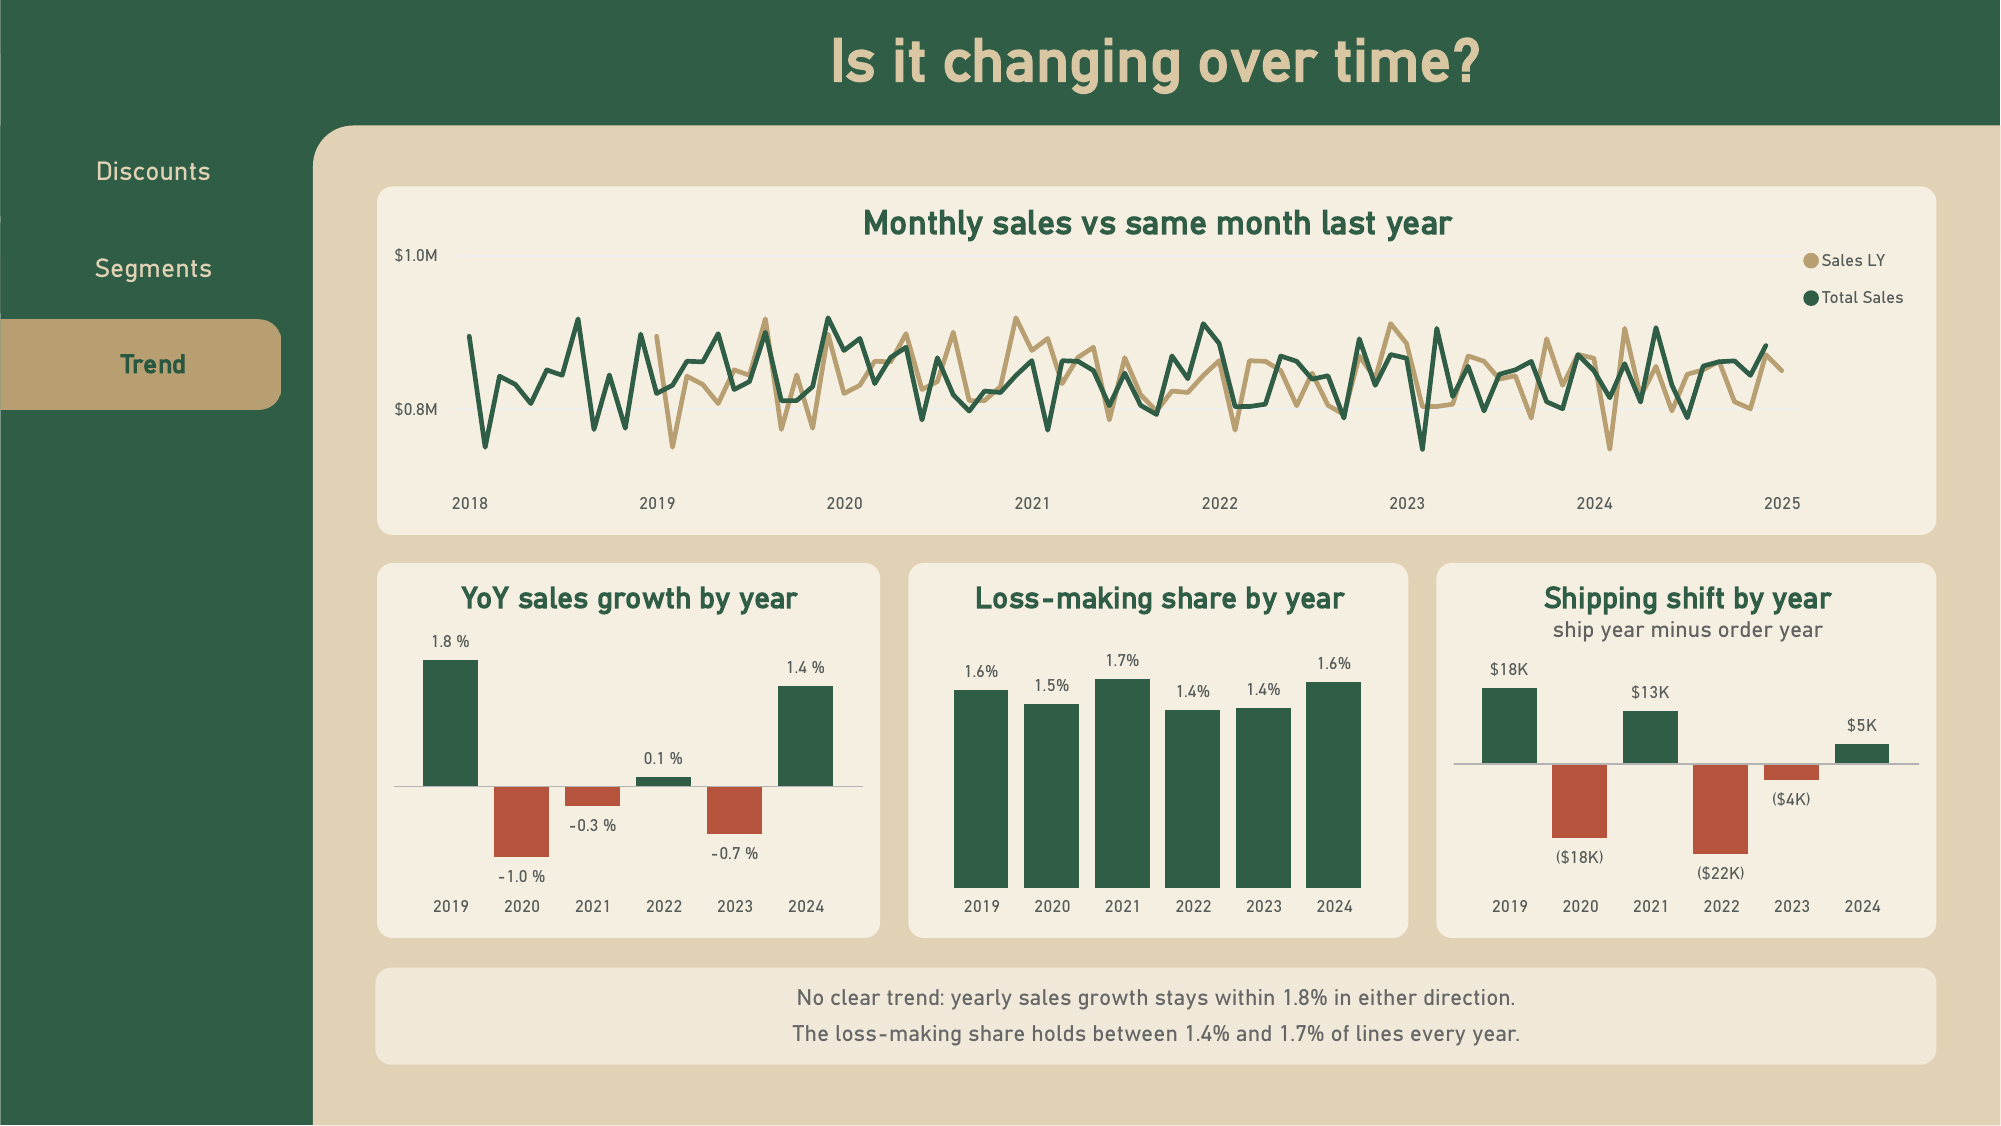 Is it changing over time?
Discounts
Segments
Trend
Monthly sales vs same month last year
$1.0M
$0.8M
Sales LY
Total Sales
2018 2019 2020 2021 2022 2023 2024 2025
YoY sales growth by year
1.8 %
-1.0 %
-0.3 %
0.1 %
-0.7 %
1.4 %
2019 2020 2021 2022 2023 2024
Loss-making share by year
1.6%
1.5%
1.7%
1.4%
1.4%
1.6%
2019 2020 2021 2022 2023 2024
Shipping shift by year
ship year minus order year
$18K
($18K)
$13K
($22K)
($4K)
$5K
2019 2020 2021 2022 2023 2024
No clear trend: yearly sales growth stays within 1.8% in either direction.
The loss-making share holds between 1.4% and 1.7% of lines every year.